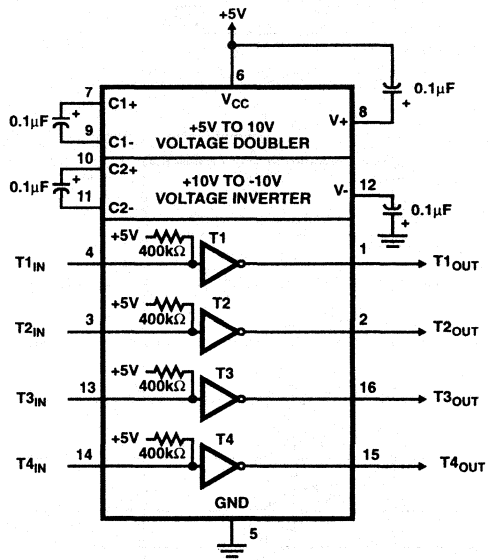 +5V
6
VCC
7
C1+
+
0.1µF
9
C1-
+5V TO 10V
VOLTAGE DOUBLER
V+
8
+
0.1µF
10
C2+
+
0.1µF
11
C2-
+10V TO -10V
VOLTAGE INVERTER
V-
12
+
0.1µF
T1IN
4
+5V
400kΩ
T1
1
T1OUT
T2IN
3
+5V
400kΩ
T2
2
T2OUT
T3IN
13
+5V
400kΩ
T3
16
T3OUT
T4IN
14
+5V
400kΩ
T4
15
T4OUT
GND
5